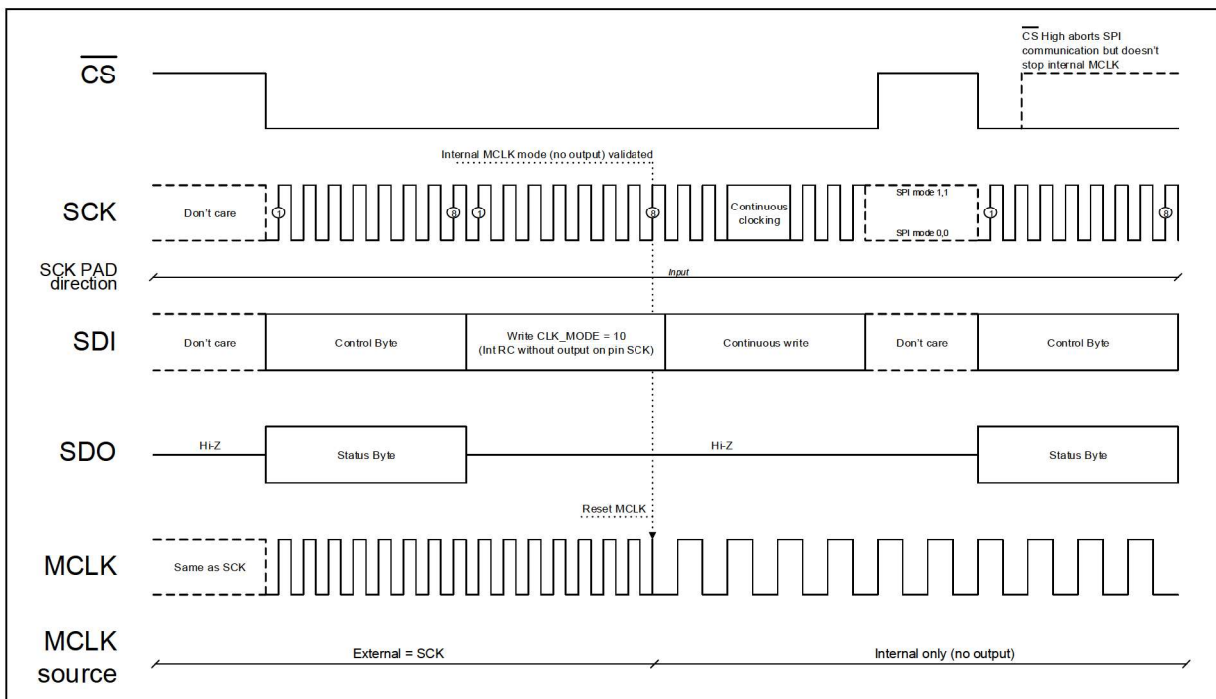 CS
CS High aborts SPI
communication but doesn't
stop internal MCLK
Internal MCLK mode (no output) validated
SCK
Don't care
1
8
1
8
Continuous
clocking
SPI mode 1,1
SPI mode 0,0
1
8
SCK PAD
direction
Input
SDI
Don't care
Control Byte
Write CLK_MODE = 10
(Int RC without output on pin SCK)
Continuous write
Don't care
Control Byte
SDO
Hi-Z
Status Byte
Hi-Z
Status Byte
Reset MCLK
MCLK
Same as SCK
MCLK
source
External = SCK
Internal only (no output)